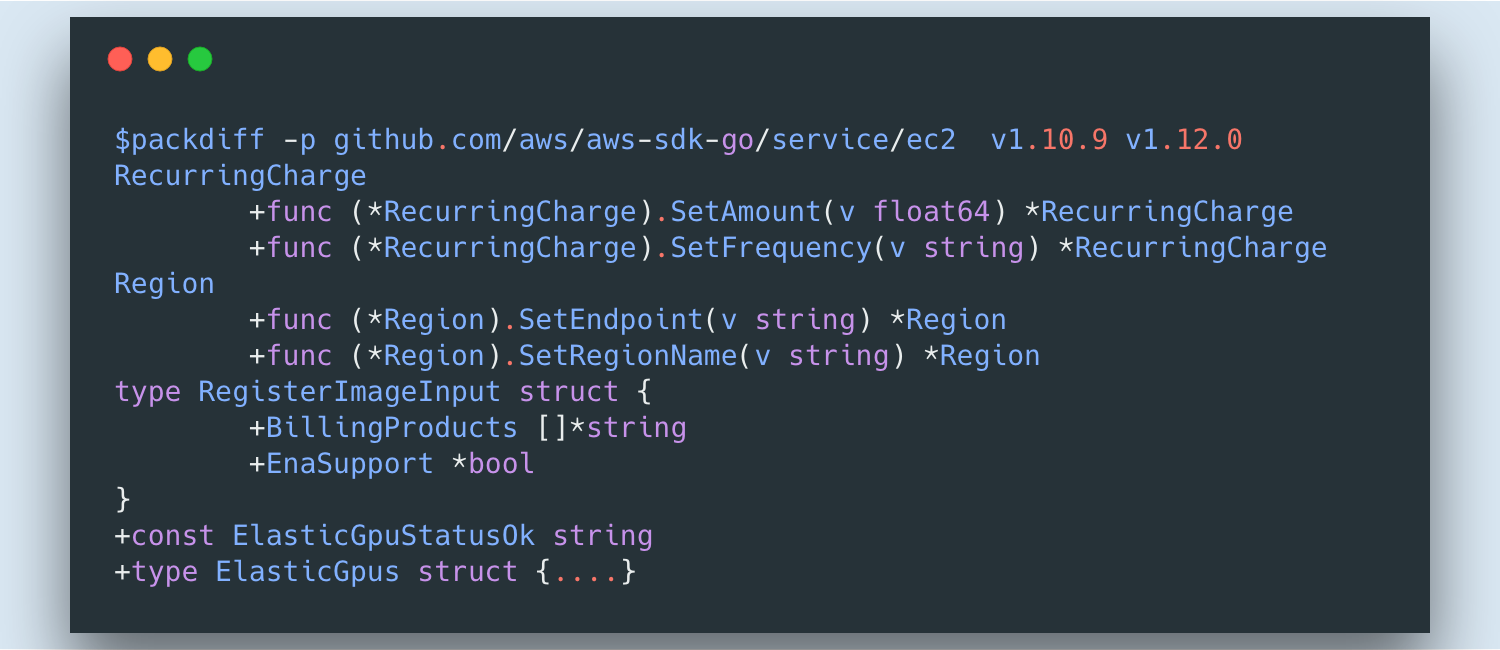 $packdiff -p github.com/aws/aws-sdk-go/service/ec2  v1.10.9 v1.12.0
RecurringCharge
        +func (*RecurringCharge).SetAmount(v float64) *RecurringCharge
        +func (*RecurringCharge).SetFrequency(v string) *RecurringCharge
Region
        +func (*Region).SetEndpoint(v string) *Region
        +func (*Region).SetRegionName(v string) *Region
type RegisterImageInput struct {
        +BillingProducts []*string
        +EnaSupport *bool
}
+const ElasticGpuStatusOk string
+type ElasticGpus struct {....}